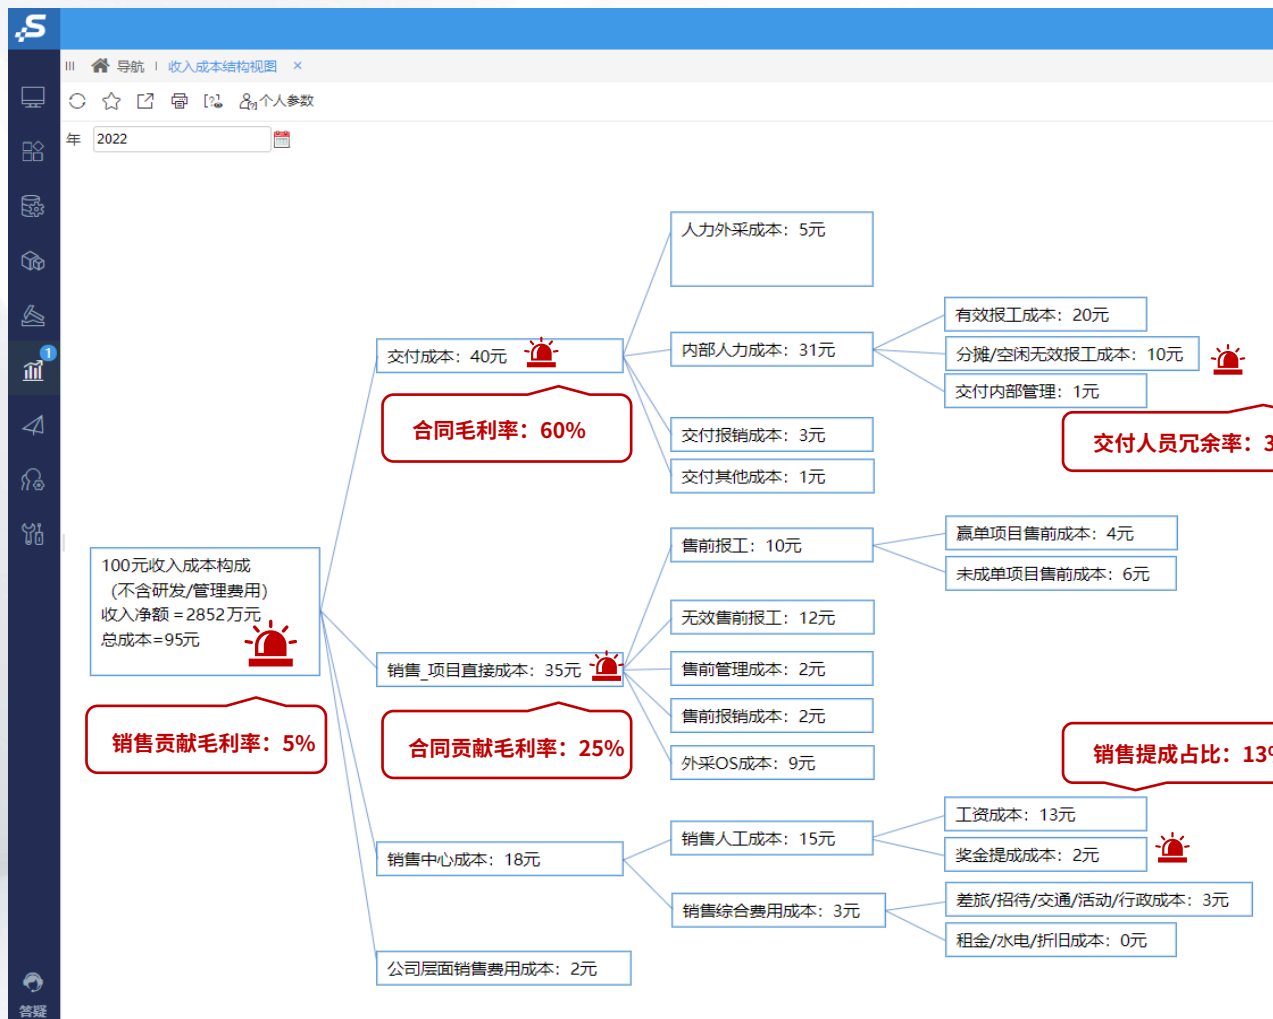 S
导航
收入成本结构视图 ×
个人参数
年 2022
1
人力外采成本：5元
有效报工成本：20元
交付成本：40元
内部人力成本：31元
分摊/空闲无效报工成本：10元
交付内部管理：1元
合同毛利率：60%
交付报销成本：3元
交付人员冗余率：3
交付其他成本：1元
赢单项目售前成本：4元
售前报工：10元
100元收入成本构成
（不含研发/管理费用）
收入净额=2852万元
总成本=95元
未成单项目售前成本：6元
无效售前报工：12元
销售_项目直接成本：35元
售前管理成本：2元
售前报销成本：2元
销售贡献毛利率：5%
合同贡献毛利率：25%
外采OS成本：9元
销售提成占比：13%
工资成本：13元
销售人工成本：15元
销售中心成本：18元
奖金提成成本：2元
差旅/招待/交通/活动/行政成本：3元
销售综合费用成本：3元
租金/水电/折旧成本：0元
公司层面销售费用成本：2元
答疑